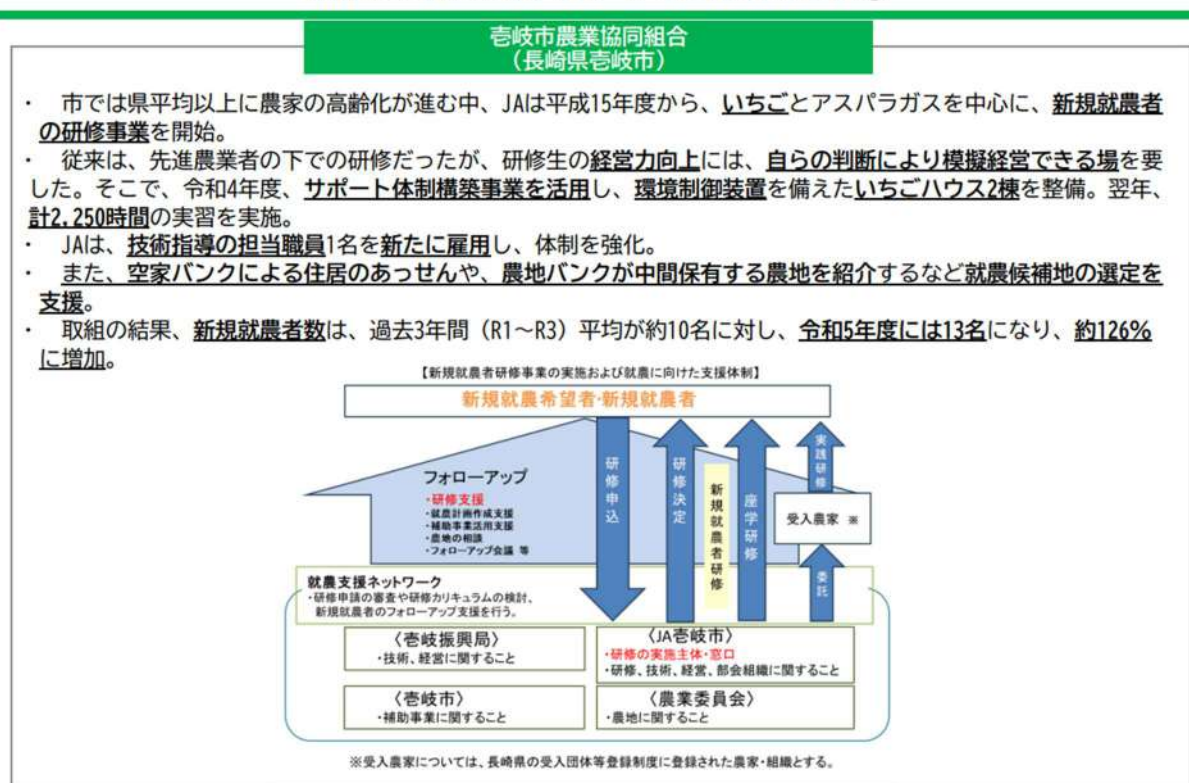 壱岐市農業協同組合
（長崎県壱岐市）
・　市では県平均以上に農家の高齢化が進む中、JAは平成15年度から、いちごとアスパラガスを中心に、新規就農者
の研修事業を開始。
・　従来は、先進農業者の下での研修だったが、研修生の経営力向上には、自らの判断により模擬経営できる場を要
した。そこで、令和4年度、サポート体制構築事業を活用し、環境制御装置を備えたいちごハウス2棟を整備。翌年、
計2,250時間の実習を実施。
・　JAは、技術指導の担当職員1名を新たに雇用し、体制を強化。
・　また、空家バンクによる住居のあっせんや、農地バンクが中間保有する農地を紹介するなど就農候補地の選定を
支援。
・　取組の結果、新規就農者数は、過去3年間（R1～R3）平均が約10名に対し、令和5年度には13名になり、約126%
に増加。
【新規就農者研修事業の実施および就農に向けた支援体制】
新規就農希望者・新規就農者
フォローアップ
・研修支援
・就農計画作成支援
・補助事業活用支援
・農地の相談
・フォローアップ会議 等
研修申込
研修決定
新規就農者研修
座学研修
実践研修
受入農家 ※
委託
就農支援ネットワーク
・研修申請の審査や研修カリキュラムの検討、
新規就農者のフォローアップ支援を行う。
〈壱岐振興局〉
・技術、経営に関すること
〈JA壱岐市〉
・研修の実施主体・窓口
・研修、技術、経営、部会組織に関すること
〈壱岐市〉
・補助事業に関すること
〈農業委員会〉
・農地に関すること
※受入農家については、長崎県の受入団体等登録制度に登録された農家・組織とする。